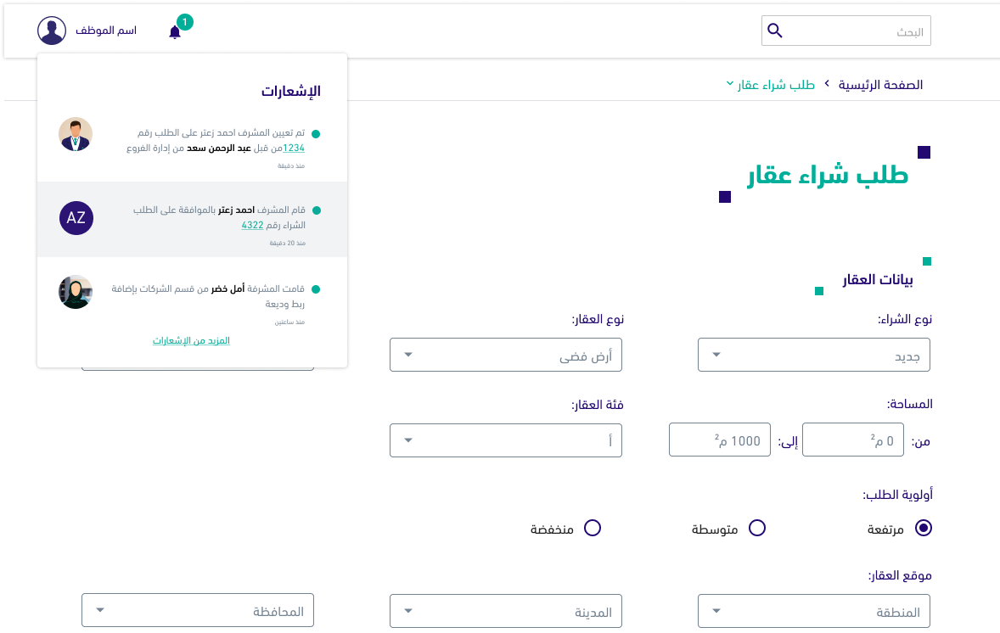 البحث
1
اسم الموظف
الصفحة الرئيسية
طلب شراء عقار
الإشعارات
تم تعيين المشرف احمد زعتر على الطلب رقم
1234من قبل عبد الرحمن سعد من إدارة الفروع
منذ دقيقة
AZ
قام المشرف احمد زعتر بالموافقة على الطلب
الشراء رقم 4322
منذ 20 دقيقة
قامت المشرفة أمل خضر من قسم الشركات بإضافة
ربط وديعة
منذ ساعتين
المزيد من الإشعارات
طلب شراء عقار
بيانات العقار
نوع الشراء:
نوع العقار:
جديد
أرض فضى
المساحة:
فئة العقار:
من:
0 م²
إلى:
1000 م²
أ
أولوية الطلب:
مرتفعة
متوسطة
منخفضة
موقع العقار:
المنطقة
المدينة
المحافظة